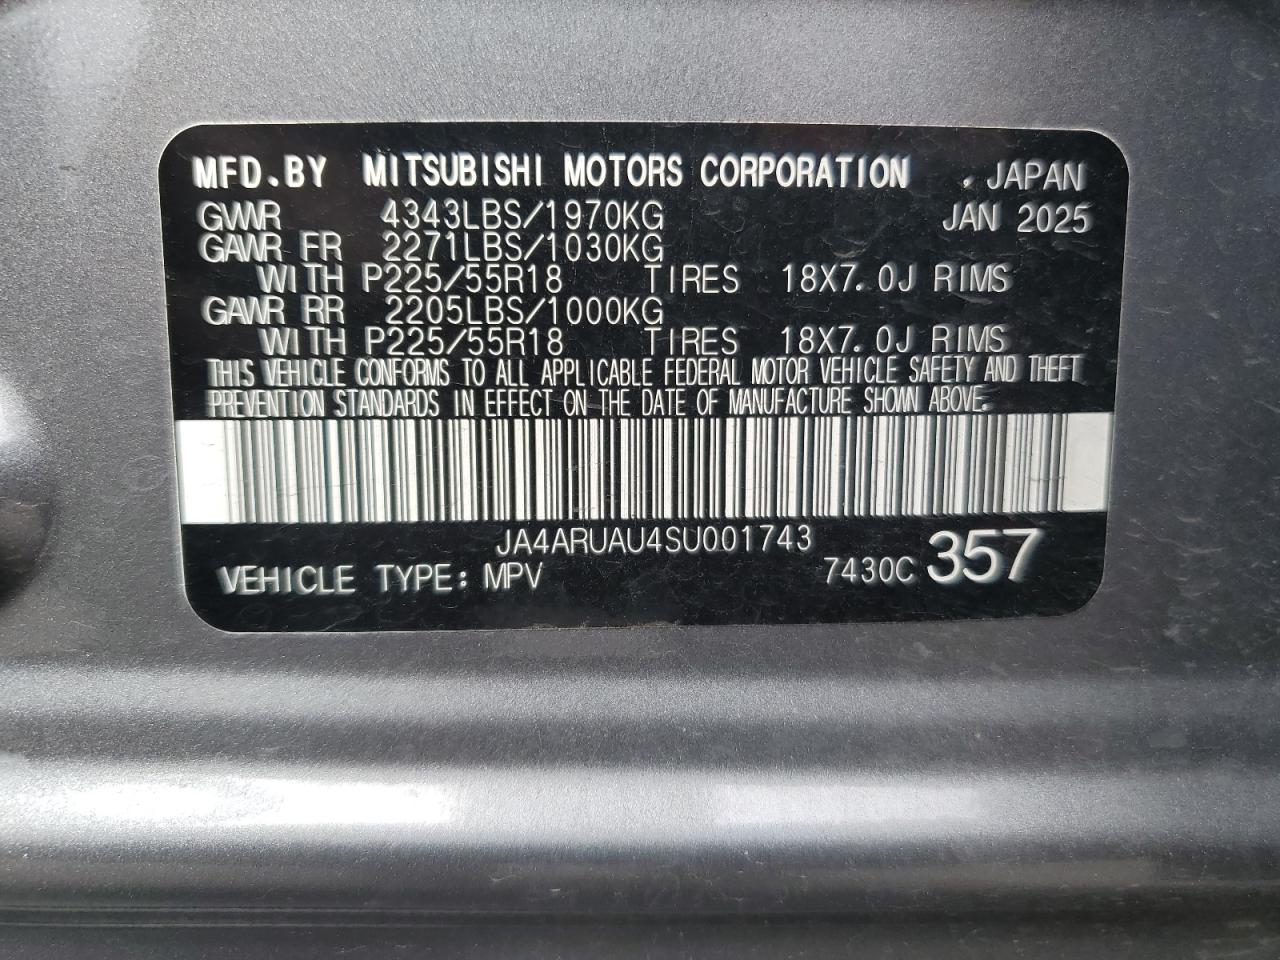 MFD.BY MITSUBISHI MOTORS CORPORATION , JAPAN
GVWR 4343LBS/1970KG JAN 2025
GAWR FR 2271LBS/1030KG
WITH P225/55R18 TIRES 18X7.0J RIMS
GAWR RR 2205LBS/1000KG
WITH P225/55R18 TIRES 18X7.0J RIMS
THIS VEHICLE CONFORMS TO ALL APPLICABLE FEDERAL MOTOR VEHICLE SAFETY AND THEFT
PREVENTION STANDARDS IN EFFECT ON THE DATE OF MANUFACTURE SHOWN ABOVE.
JA4ARUAU4SU001743
VEHICLE TYPE: MPV 7430C 357